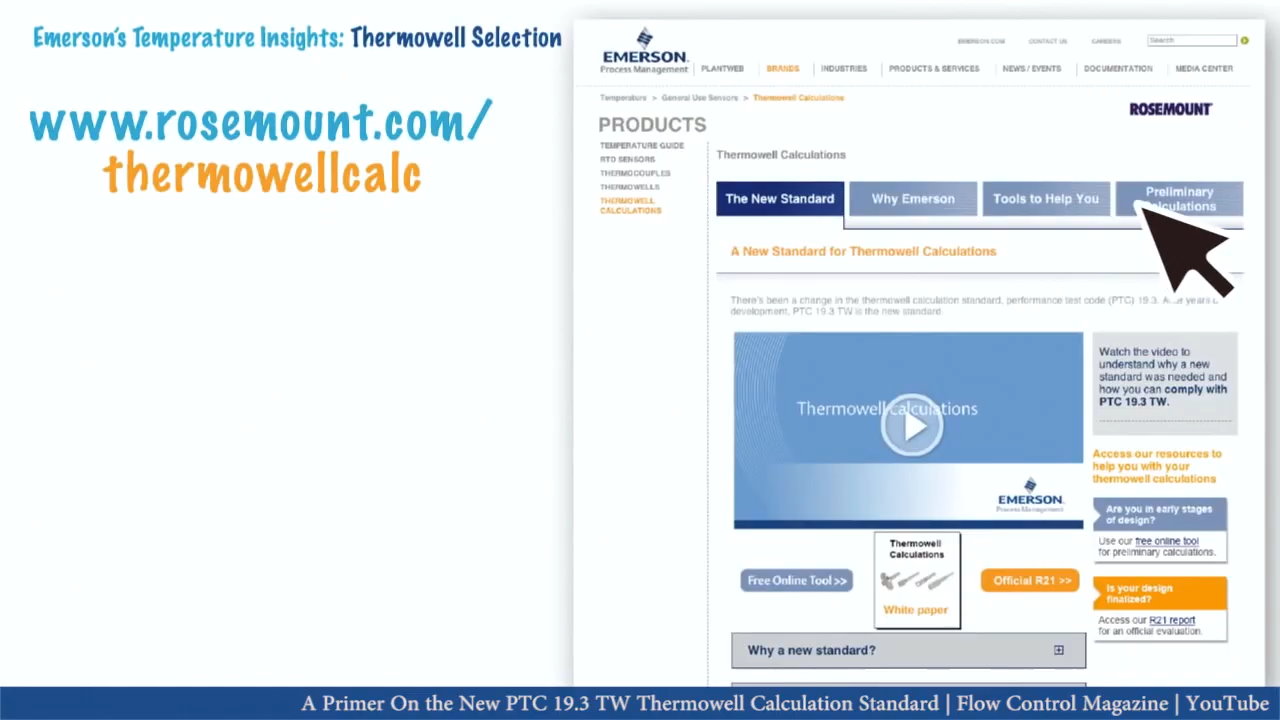 Emerson's Temperature Insights: Thermowell Selection
www.rosemount.com/
thermowellcalc
EMERSON
Process Management
EMERSON.COM
CONTACT US
CAREERS
Search
PLANTWEB
BRANDS
INDUSTRIES
PRODUCTS & SERVICES
NEWS / EVENTS
DOCUMENTATION
MEDIA CENTER
Temperature > General Use Sensors > Thermowell Calculations
ROSEMOUNT
PRODUCTS
TEMPERATURE GUIDE
RTD SENSORS
THERMOCOUPLES
THERMOWELLS
THERMOWELL
CALCULATIONS
Thermowell Calculations
The New Standard
Why Emerson
Tools to Help You
Preliminary
A New Standard for Thermowell Calculations
There's been a change in the thermowell calculation standard, performance test code (PTC) 19.3. years
development, PTC 19.3 TW is the new standard.
Thermowell calculations
EMERSON
Process Management
Watch the video to
understand why a new
standard was needed and
how you can comply with
PTC 19.3 TW.
Access our resources to
help you with your
thermowell calculations
Are you in early stages
of design?
Use our free online tool
for preliminary calculations.
Is your design
finalized?
Access our R21 report
for an official evaluation.
Free Online Tool >>
Thermowell
Calculations
White paper
Official R21 >>
Why a new standard?
A Primer On the New PTC 19.3 TW Thermowell Calculation Standard | Flow Control Magazine | YouTube